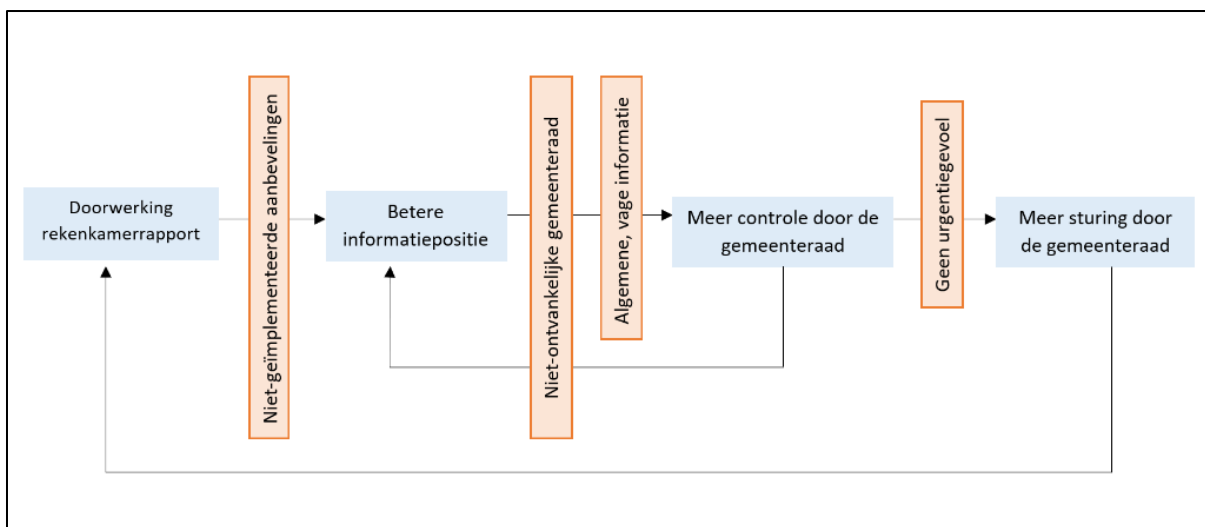 Doorwerking
rekenkamerrapport
Niet-geïmplementeerde aanbevelingen
Betere
informatiepositie
Niet-ontvankelijke gemeenteraad
Algemene, vage informatie
Meer controle door de
gemeenteraad
Geen urgentiegevoel
Meer sturing door
de gemeenteraad